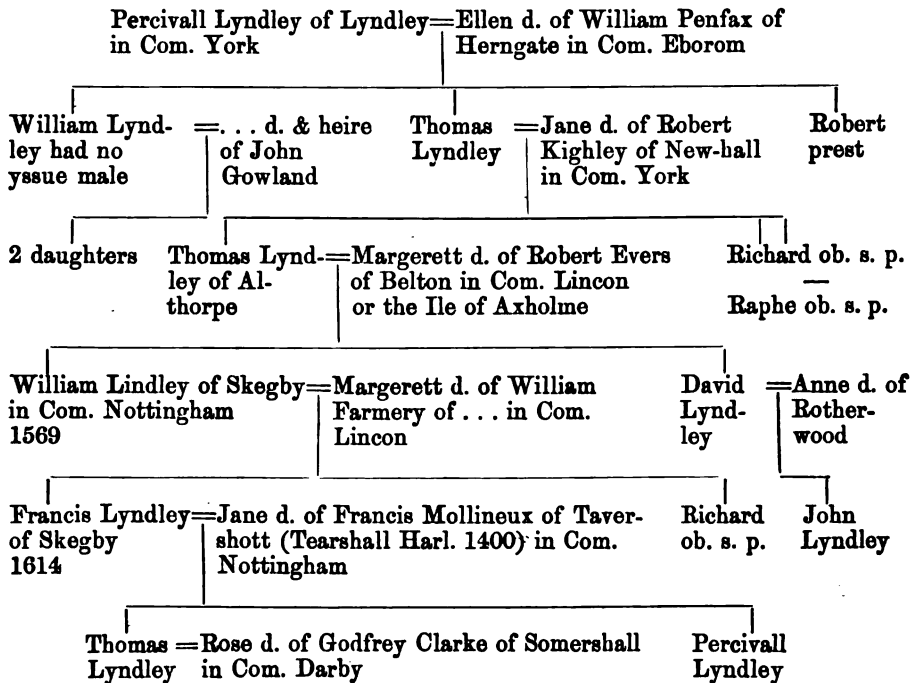 Percivall Lyndley of Lyndley=Ellen d. of William Penfax of
in Com. York Herngate in Com. Eborom
William Lynd-
ley had no
yssue male
=. . . d. & heire
of John
Gowland
Thomas
Lyndley
=Jane d. of Robert
Kighley of New-hall
in Com. York
Robert
prest
2 daughters
Thomas Lynd-
ley of Al-
thorpe
=Margerett d. of Robert Evers
of Belton in Com. Lincon
or the Ile of Axholme
Richard ob. s. p.
—
Raphe ob. s. p.
William Lindley of Skegby
in Com. Nottingham
1569
=Margerett d. of William
Farmery of . . . in Com.
Lincon
David
Lynd-
ley
=Anne d. of
Rother-
wood
Francis Lyndley
of Skegby
1614
=Jane d. of Francis Mollineux of Taver-
shott (Tearshall Harl. 1400) in Com.
Nottingham
Richard
ob. s. p.
John
Lyndley
Thomas
Lyndley
=Rose d. of Godfrey Clarke of Somershall
in Com. Darby
Percivall
Lyndley